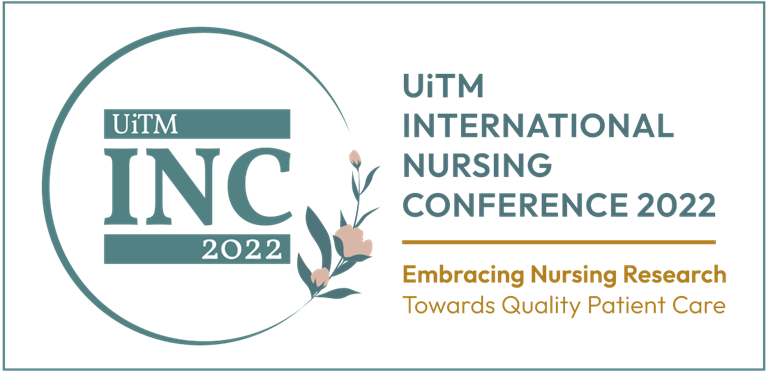 UiTM
INC
2022
UiTM
INTERNATIONAL
NURSING
CONFERENCE 2022
Embracing Nursing Research
Towards Quality Patient Care